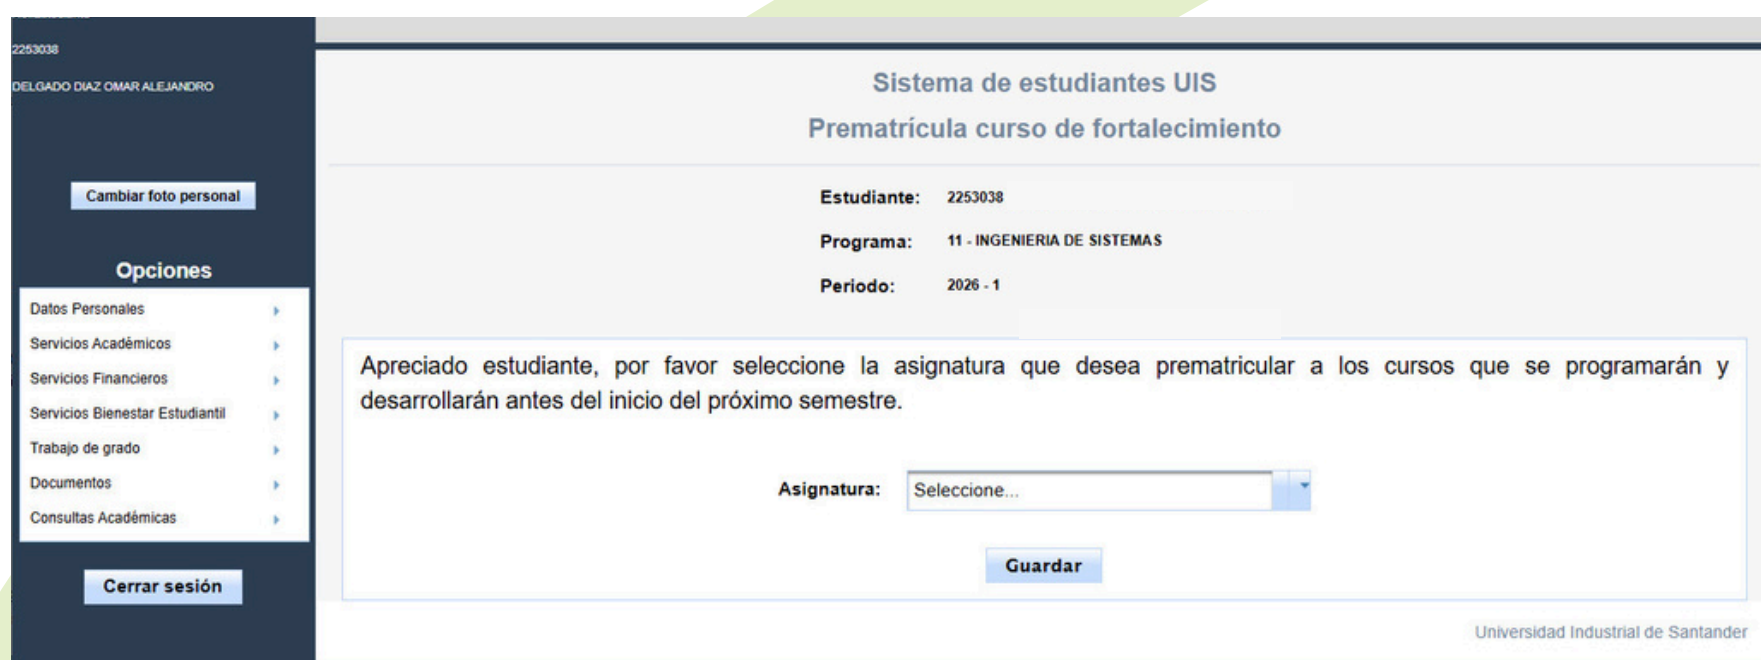 2253038
DELGADO DIAZ OMAR ALEJANDRO
Cambiar foto personal
Opciones
Datos Personales
Servicios Académicos
Servicios Financieros
Servicios Bienestar Estudiantil
Trabajo de grado
Documentos
Consultas Académicas
Cerrar sesión
Sistema de estudiantes UIS
Prematrícula curso de fortalecimiento
Estudiante: 2253038
Programa: 11 - INGENIERIA DE SISTEMAS
Periodo: 2026 - 1
Apreciado estudiante, por favor seleccione la asignatura que desea prematricular a los cursos que se programarán y
desarrollarán antes del inicio del próximo semestre.
Asignatura: Seleccione...
Guardar
Universidad Industrial de Santander